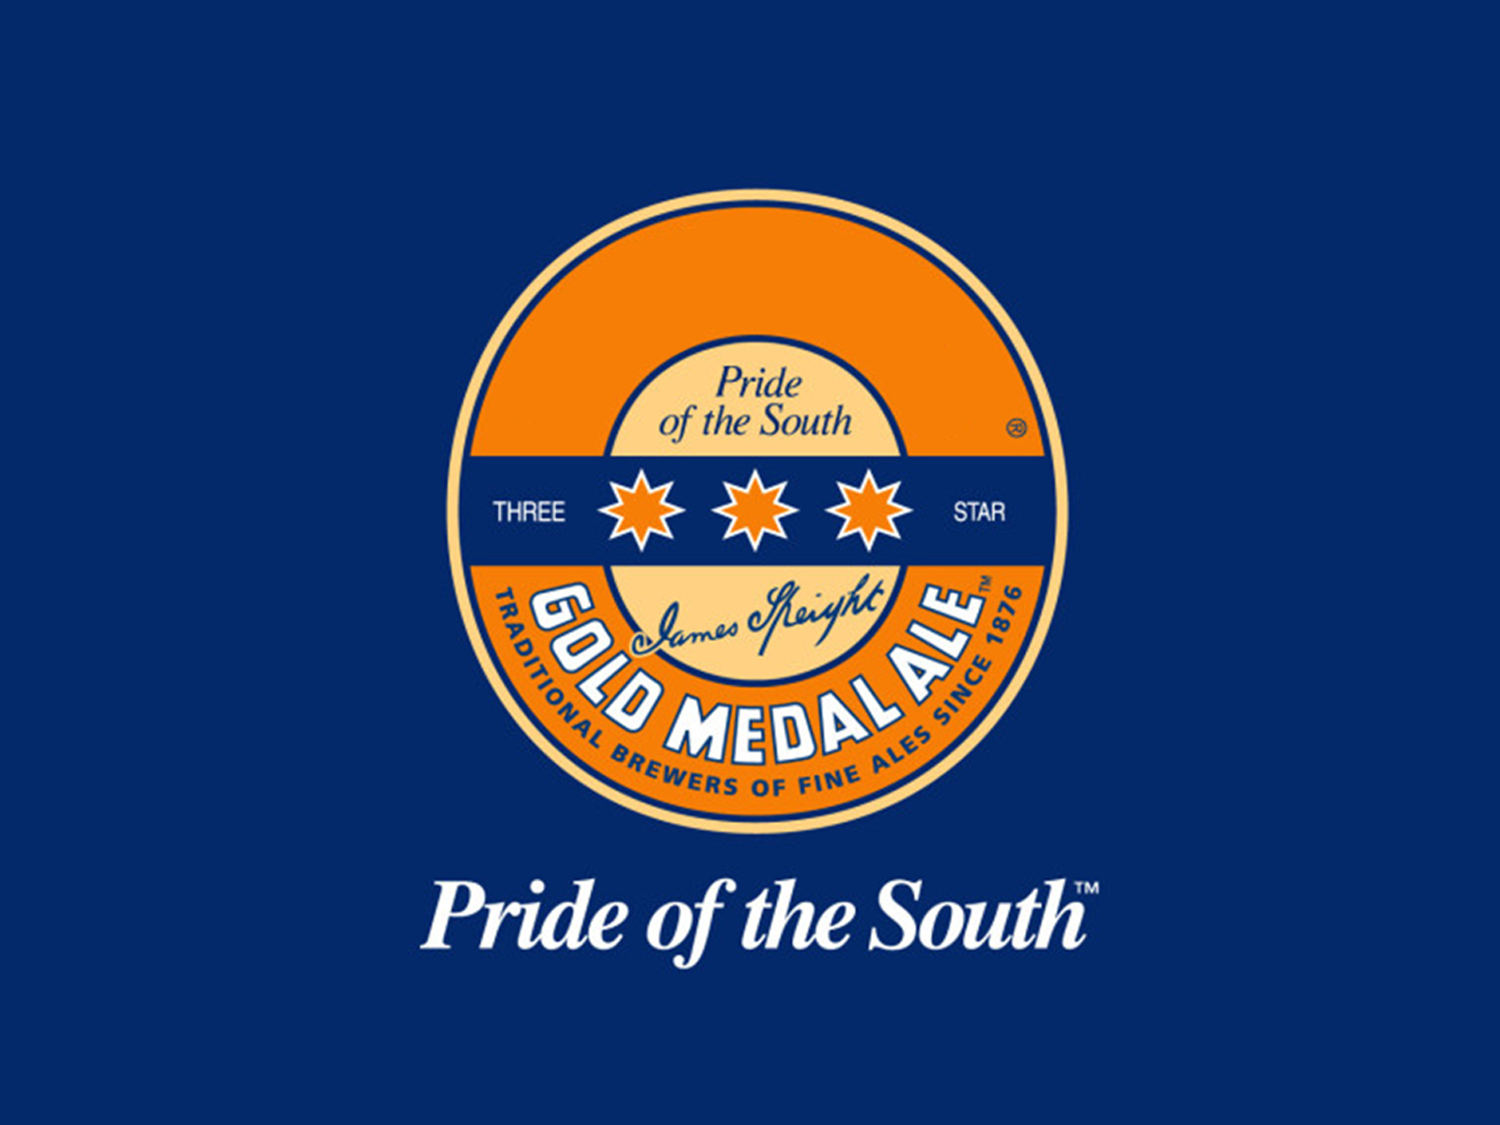 Pride
of the South
®
THREE
STAR
James Speight
GOLD MEDAL ALE™
TRADITIONAL BREWERS OF FINE ALES SINCE 1876
Pride of the South™